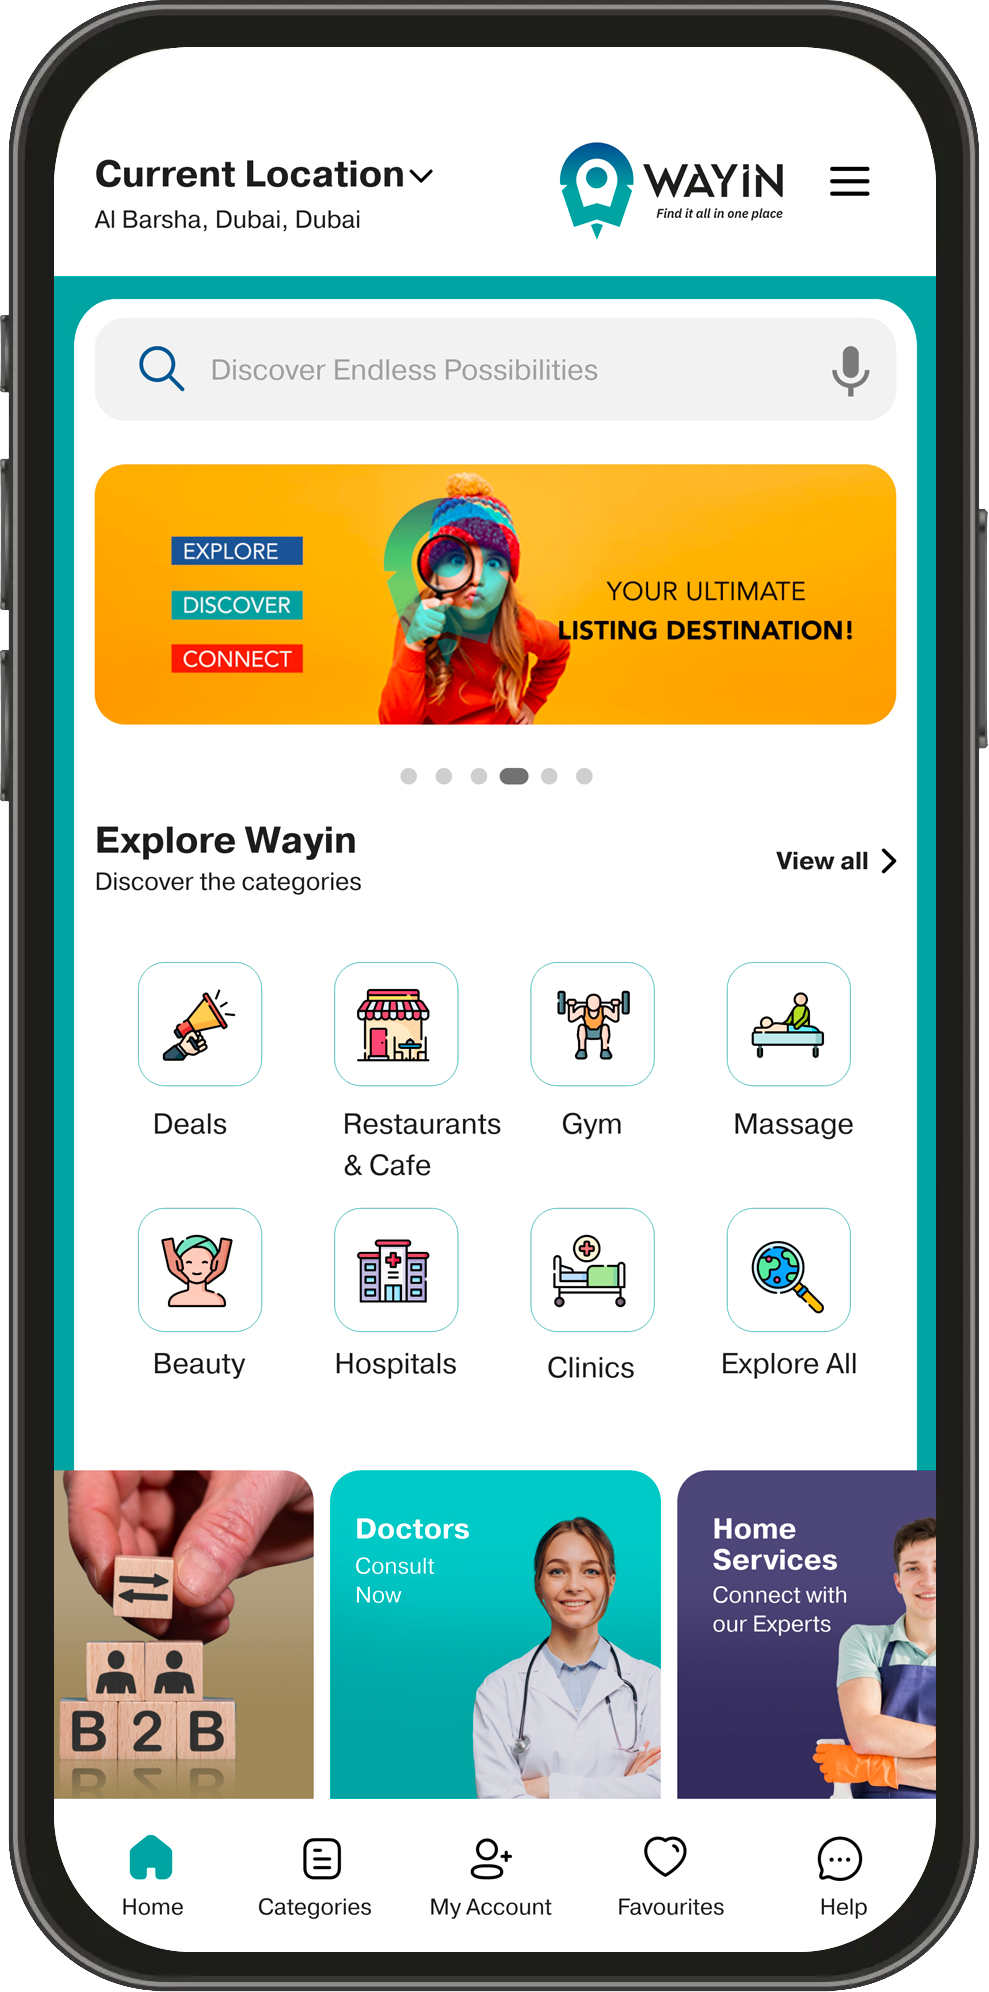 Current Location
Al Barsha, Dubai, Dubai
WAYIN
Find it all in one place
Discover Endless Possibilities
EXPLORE
DISCOVER
CONNECT
YOUR ULTIMATE
LISTING DESTINATION!
Explore Wayin
Discover the categories
View all
Deals
Restaurants
& Cafe
Gym
Massage
Beauty
Hospitals
Clinics
Explore All
B 2 B
Doctors
Consult
Now
Home
Services
Connect with
our Experts
Home
Categories
My Account
Favourites
Help